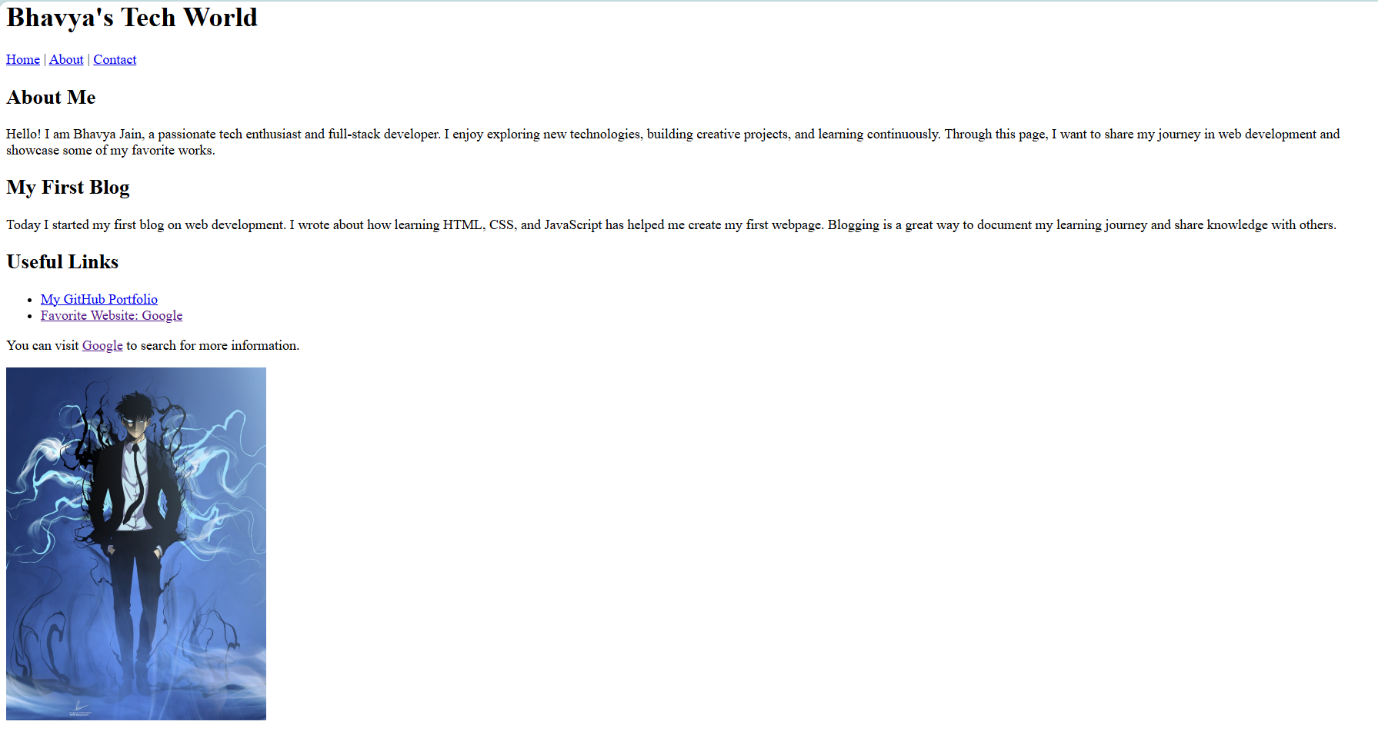 Bhavya's Tech World
Home | About | Contact
About Me
Hello! I am Bhavya Jain, a passionate tech enthusiast and full-stack developer. I enjoy exploring new technologies, building creative projects, and learning continuously. Through this page, I want to share my journey in web development and
showcase some of my favorite works.
My First Blog
Today I started my first blog on web development. I wrote about how learning HTML, CSS, and JavaScript has helped me create my first webpage. Blogging is a great way to document my learning journey and share knowledge with others.
Useful Links
• My GitHub Portfolio
• Favorite Website: Google
You can visit Google to search for more information.